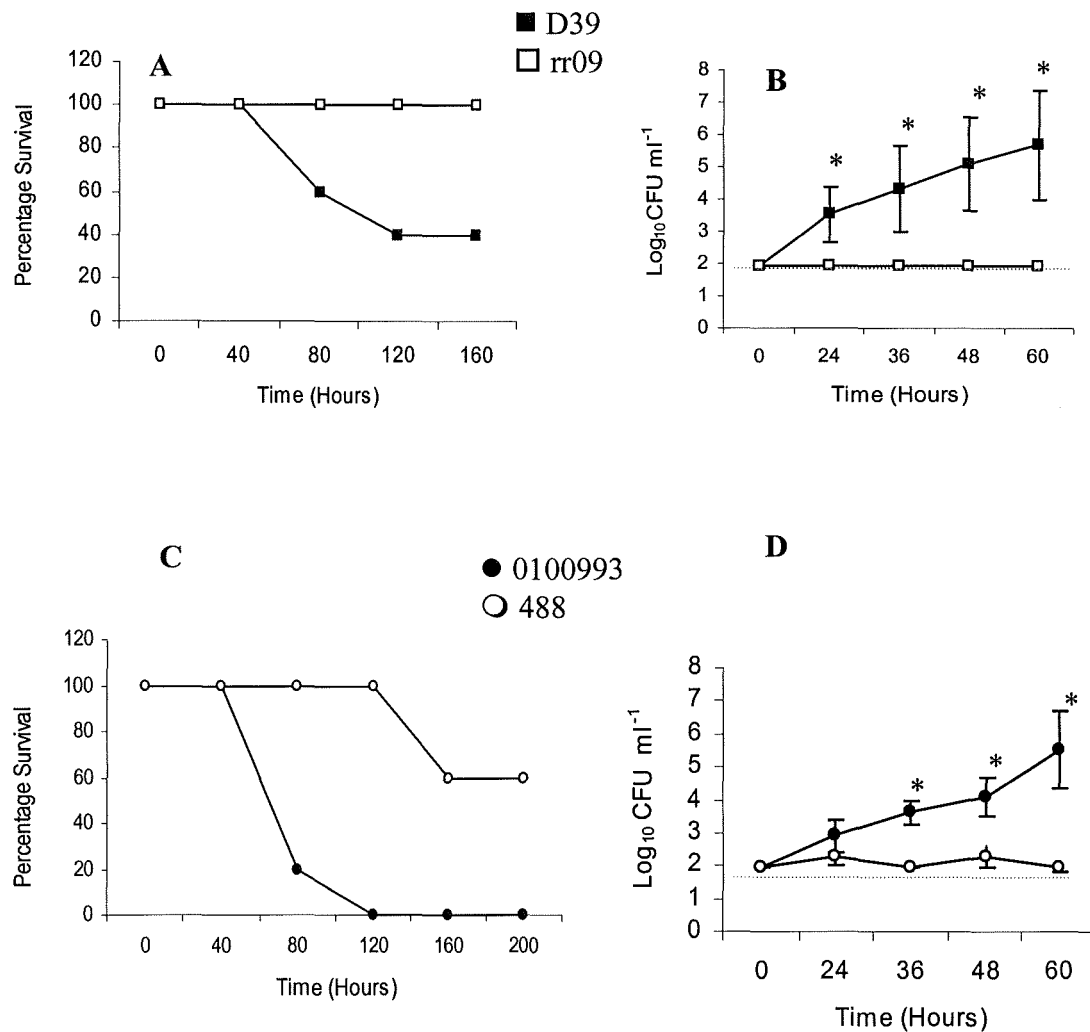 ■ D39
□ rr09
A
120
100
80
60
40
20
0
Percentage Survival
0 40 80 120 160
Time (Hours)
B
8
7
6
5
4
3
2
1
0
Log₁₀CFU ml⁻¹
* * * *
0 24 36 48 60
Time (Hours)
C
● 0100993
○ 488
120
100
80
60
40
20
0
Percentage Survival
0 40 80 120 160 200
Time (Hours)
D
8
7
6
5
4
3
2
1
0
Log₁₀ CFU ml⁻¹
* * *
0 24 36 48 60
Time (Hours)